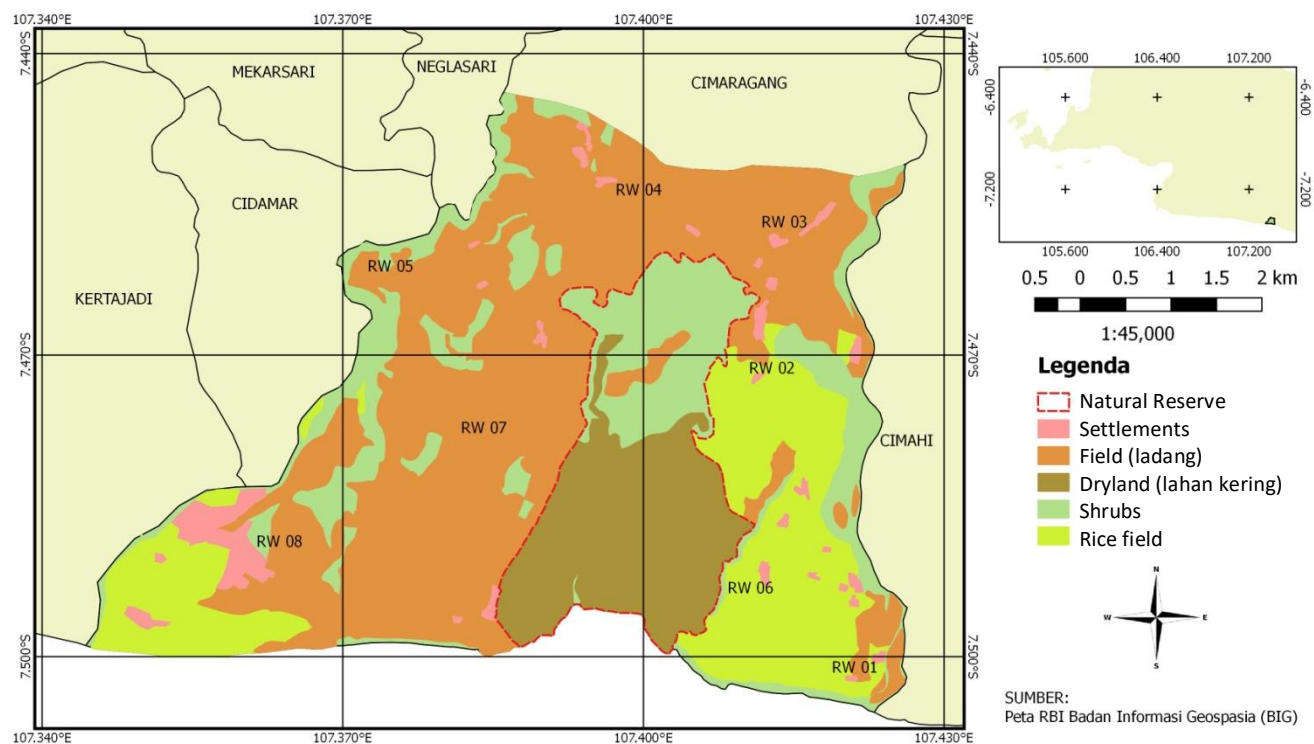 107.340°E 107.370°E 107.400°E 107.430°E
7.440°S
7.440°S
MEKARSARI
NEGLASARI
CIMARAGANG
CIDAMAR
KERTAJADI
RW 04
RW 03
RW 05
7.470°S
7.470°S
RW 02
RW 07
CIMAHI
RW 08
RW 06
RW 01
7.500°S
7.500°S
107.340°E 107.370°E 107.400°E 107.430°E
105.600 106.400 107.200
-6.400
-6.400
-7.200
-7.200
105.600 106.400 107.200
0.5 0 0.5 1 1.5 2 km
1:45,000
Legenda
Natural Reserve
Settlements
Field (ladang)
Dryland (lahan kering)
Shrubs
Rice field
N
W E
S
SUMBER:
Peta RBI Badan Informasi Geospasia (BIG)